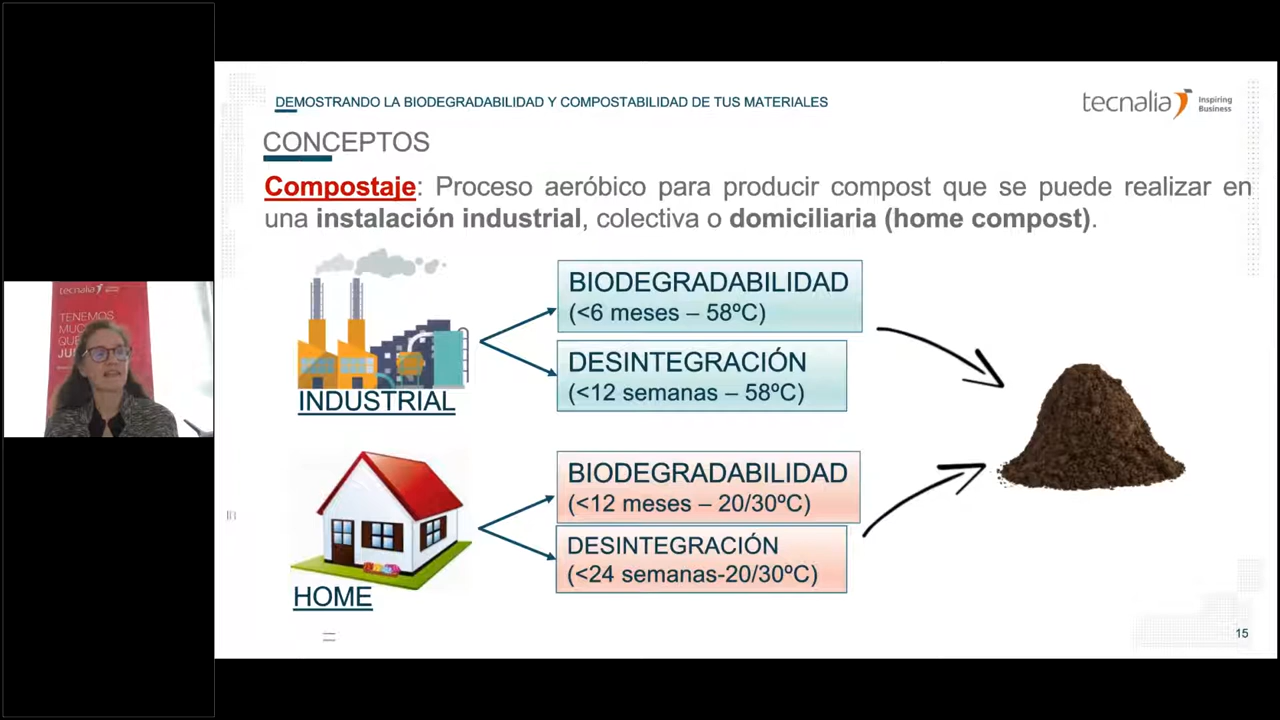 DEMOSTRANDO LA BIODEGRADABILIDAD Y COMPOSTABILIDAD DE TUS MATERIALES
tecnalia Inspiring
Business
CONCEPTOS
Compostaje: Proceso aeróbico para producir compost que se puede realizar en
una instalación industrial, colectiva o domiciliaria (home compost).
BIODEGRADABILIDAD
(<6 meses – 58ºC)
DESINTEGRACIÓN
(<12 semanas – 58ºC)
INDUSTRIAL
BIODEGRADABILIDAD
(<12 meses – 20/30ºC)
DESINTEGRACIÓN
(<24 semanas-20/30ºC)
HOME
15
tecnalia
TENEMOS